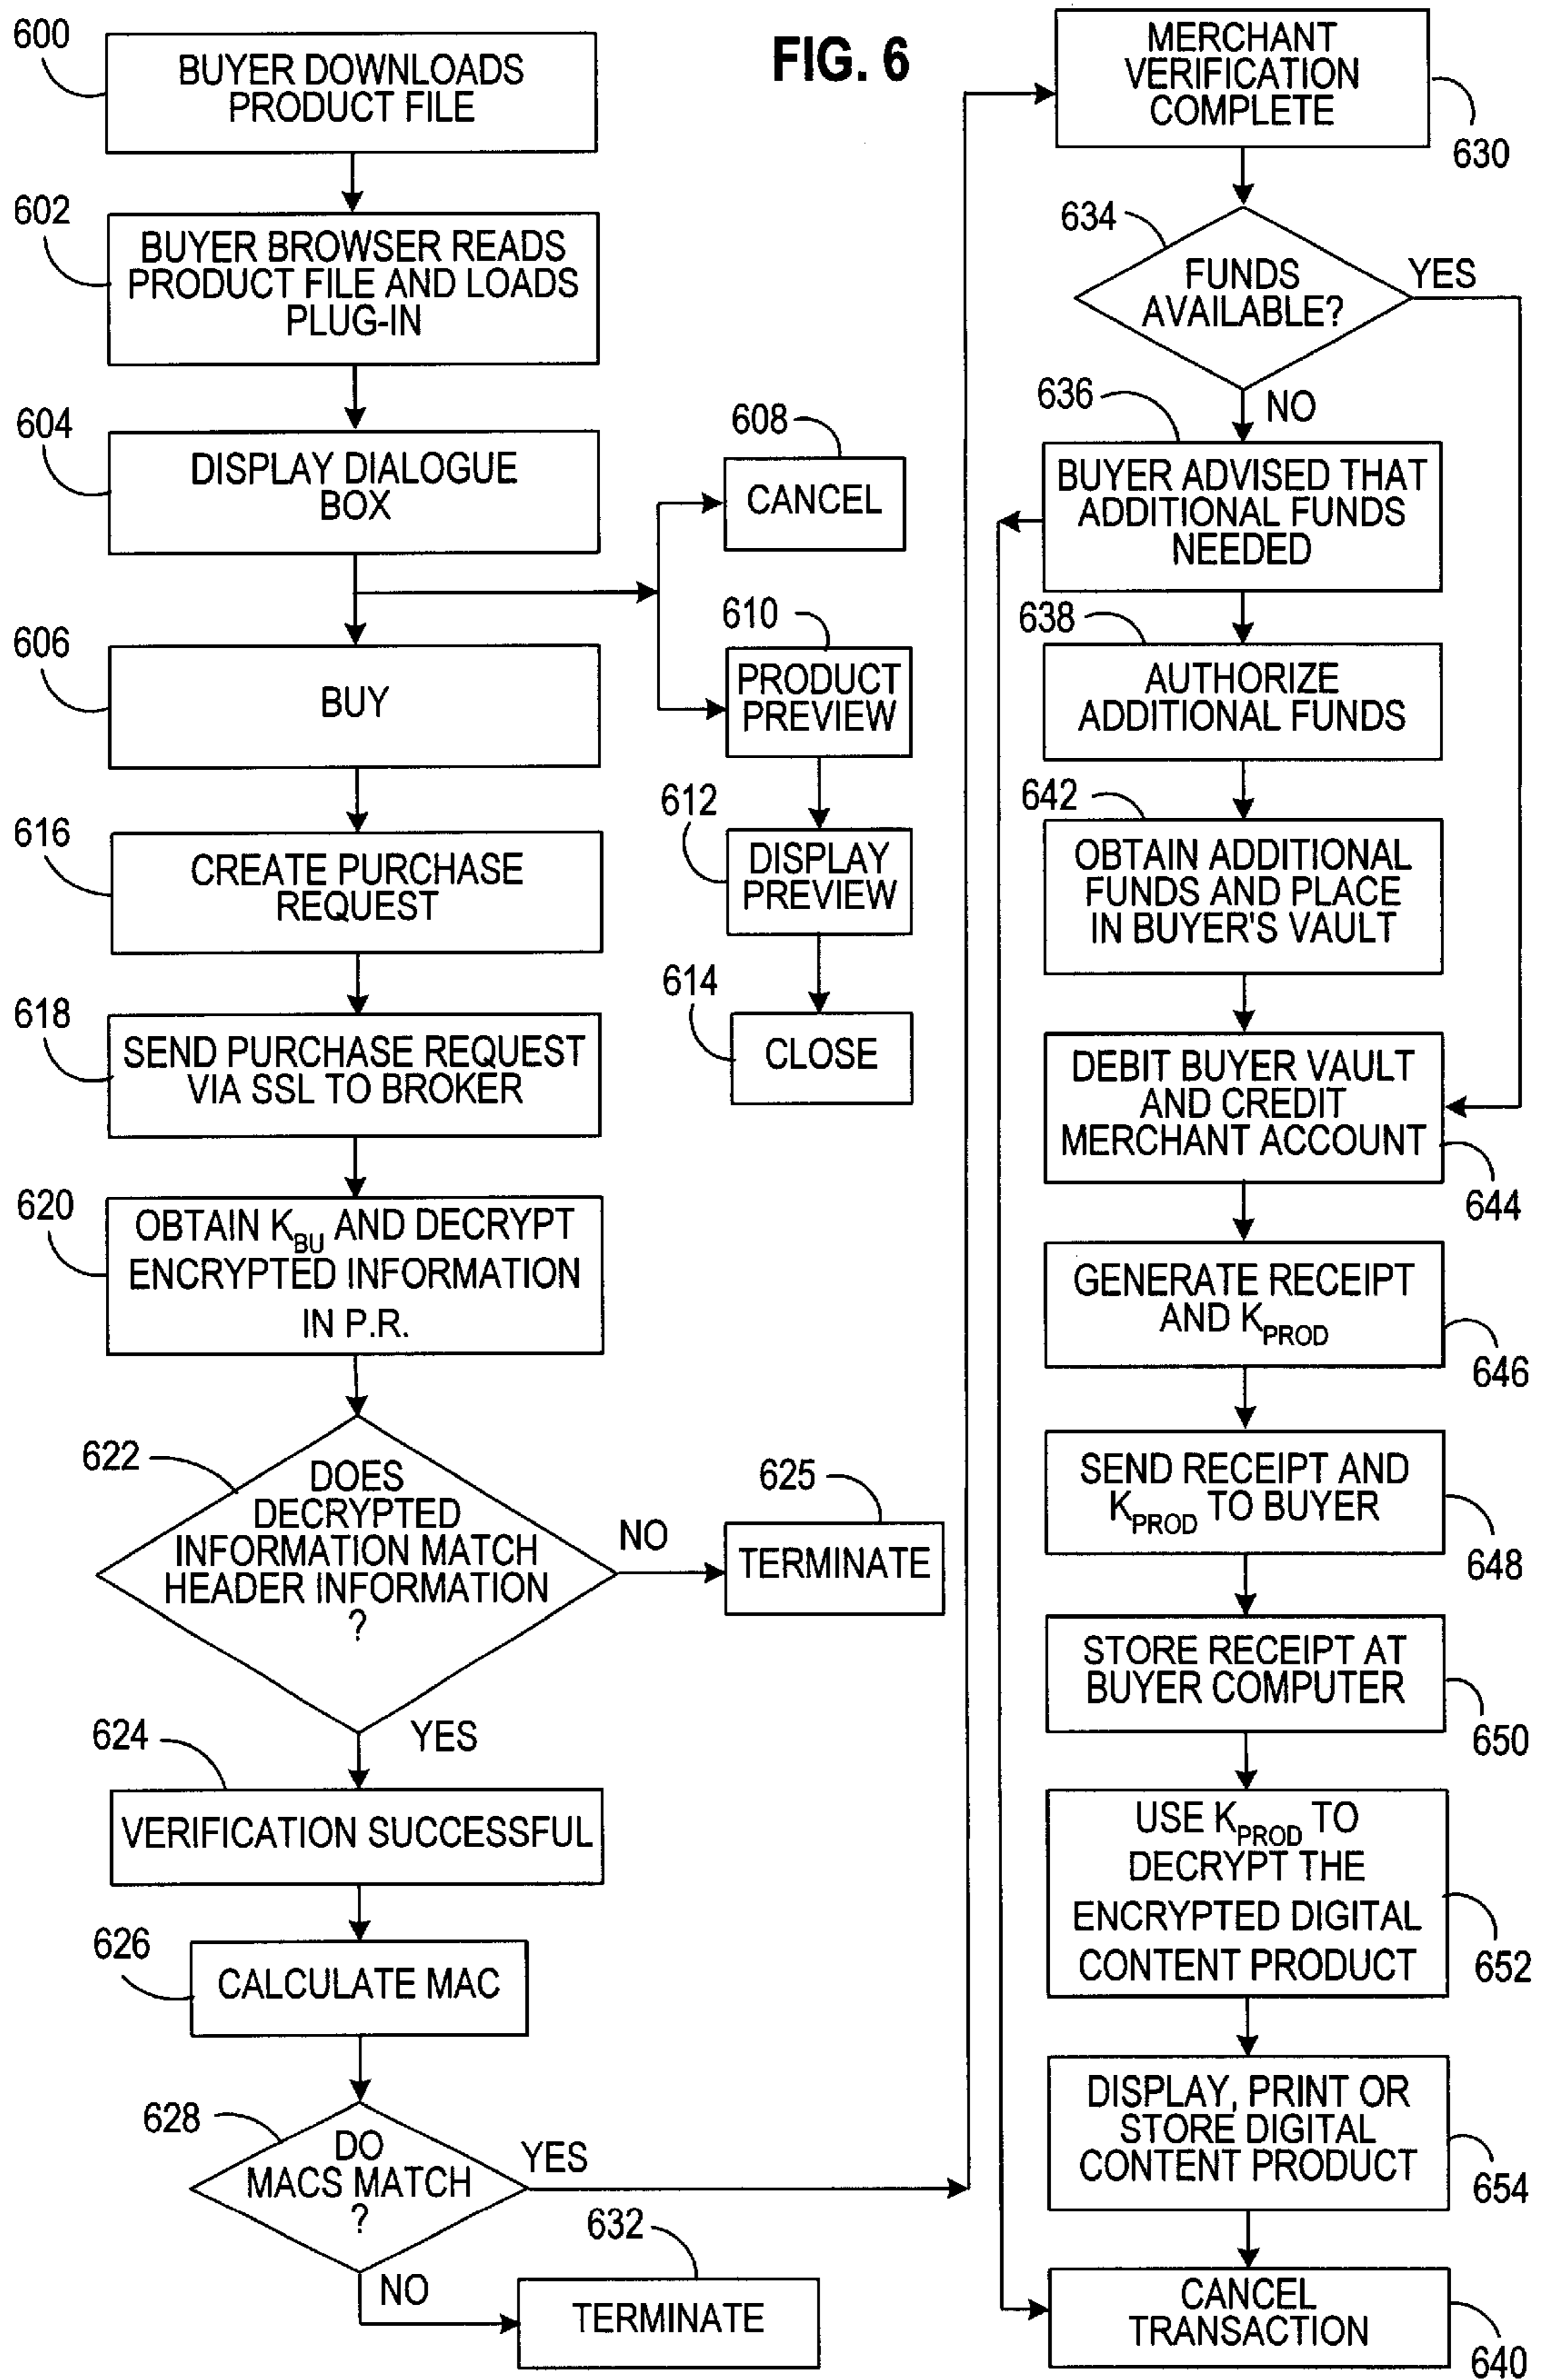 FIG. 6
600
BUYER DOWNLOADS
PRODUCT FILE
602
BUYER BROWSER READS
PRODUCT FILE AND LOADS
PLUG-IN
604
DISPLAY DIALOGUE
BOX
608
CANCEL
606
BUY
610
PRODUCT
PREVIEW
612
DISPLAY
PREVIEW
614
CLOSE
616
CREATE PURCHASE
REQUEST
618
SEND PURCHASE REQUEST
VIA SSL TO BROKER
620
OBTAIN KBU AND DECRYPT
ENCRYPTED INFORMATION
IN P.R.
622
DOES
DECRYPTED
INFORMATION MATCH
HEADER INFORMATION
?
NO
625
TERMINATE
YES
624
VERIFICATION SUCCESSFUL
626
CALCULATE MAC
628
DO
MACS MATCH
?
YES
NO
632
TERMINATE
MERCHANT
VERIFICATION
COMPLETE
630
634
FUNDS
AVAILABLE?
YES
NO
636
BUYER ADVISED THAT
ADDITIONAL FUNDS
NEEDED
638
AUTHORIZE
ADDITIONAL FUNDS
642
OBTAIN ADDITIONAL
FUNDS AND PLACE
IN BUYER'S VAULT
DEBIT BUYER VAULT
AND CREDIT
MERCHANT ACCOUNT
644
GENERATE RECEIPT
AND KPROD
646
SEND RECEIPT AND
KPROD TO BUYER
648
STORE RECEIPT AT
BUYER COMPUTER
650
USE KPROD TO
DECRYPT THE
ENCRYPTED DIGITAL
CONTENT PRODUCT
652
DISPLAY, PRINT OR
STORE DIGITAL
CONTENT PRODUCT
654
CANCEL
TRANSACTION
640